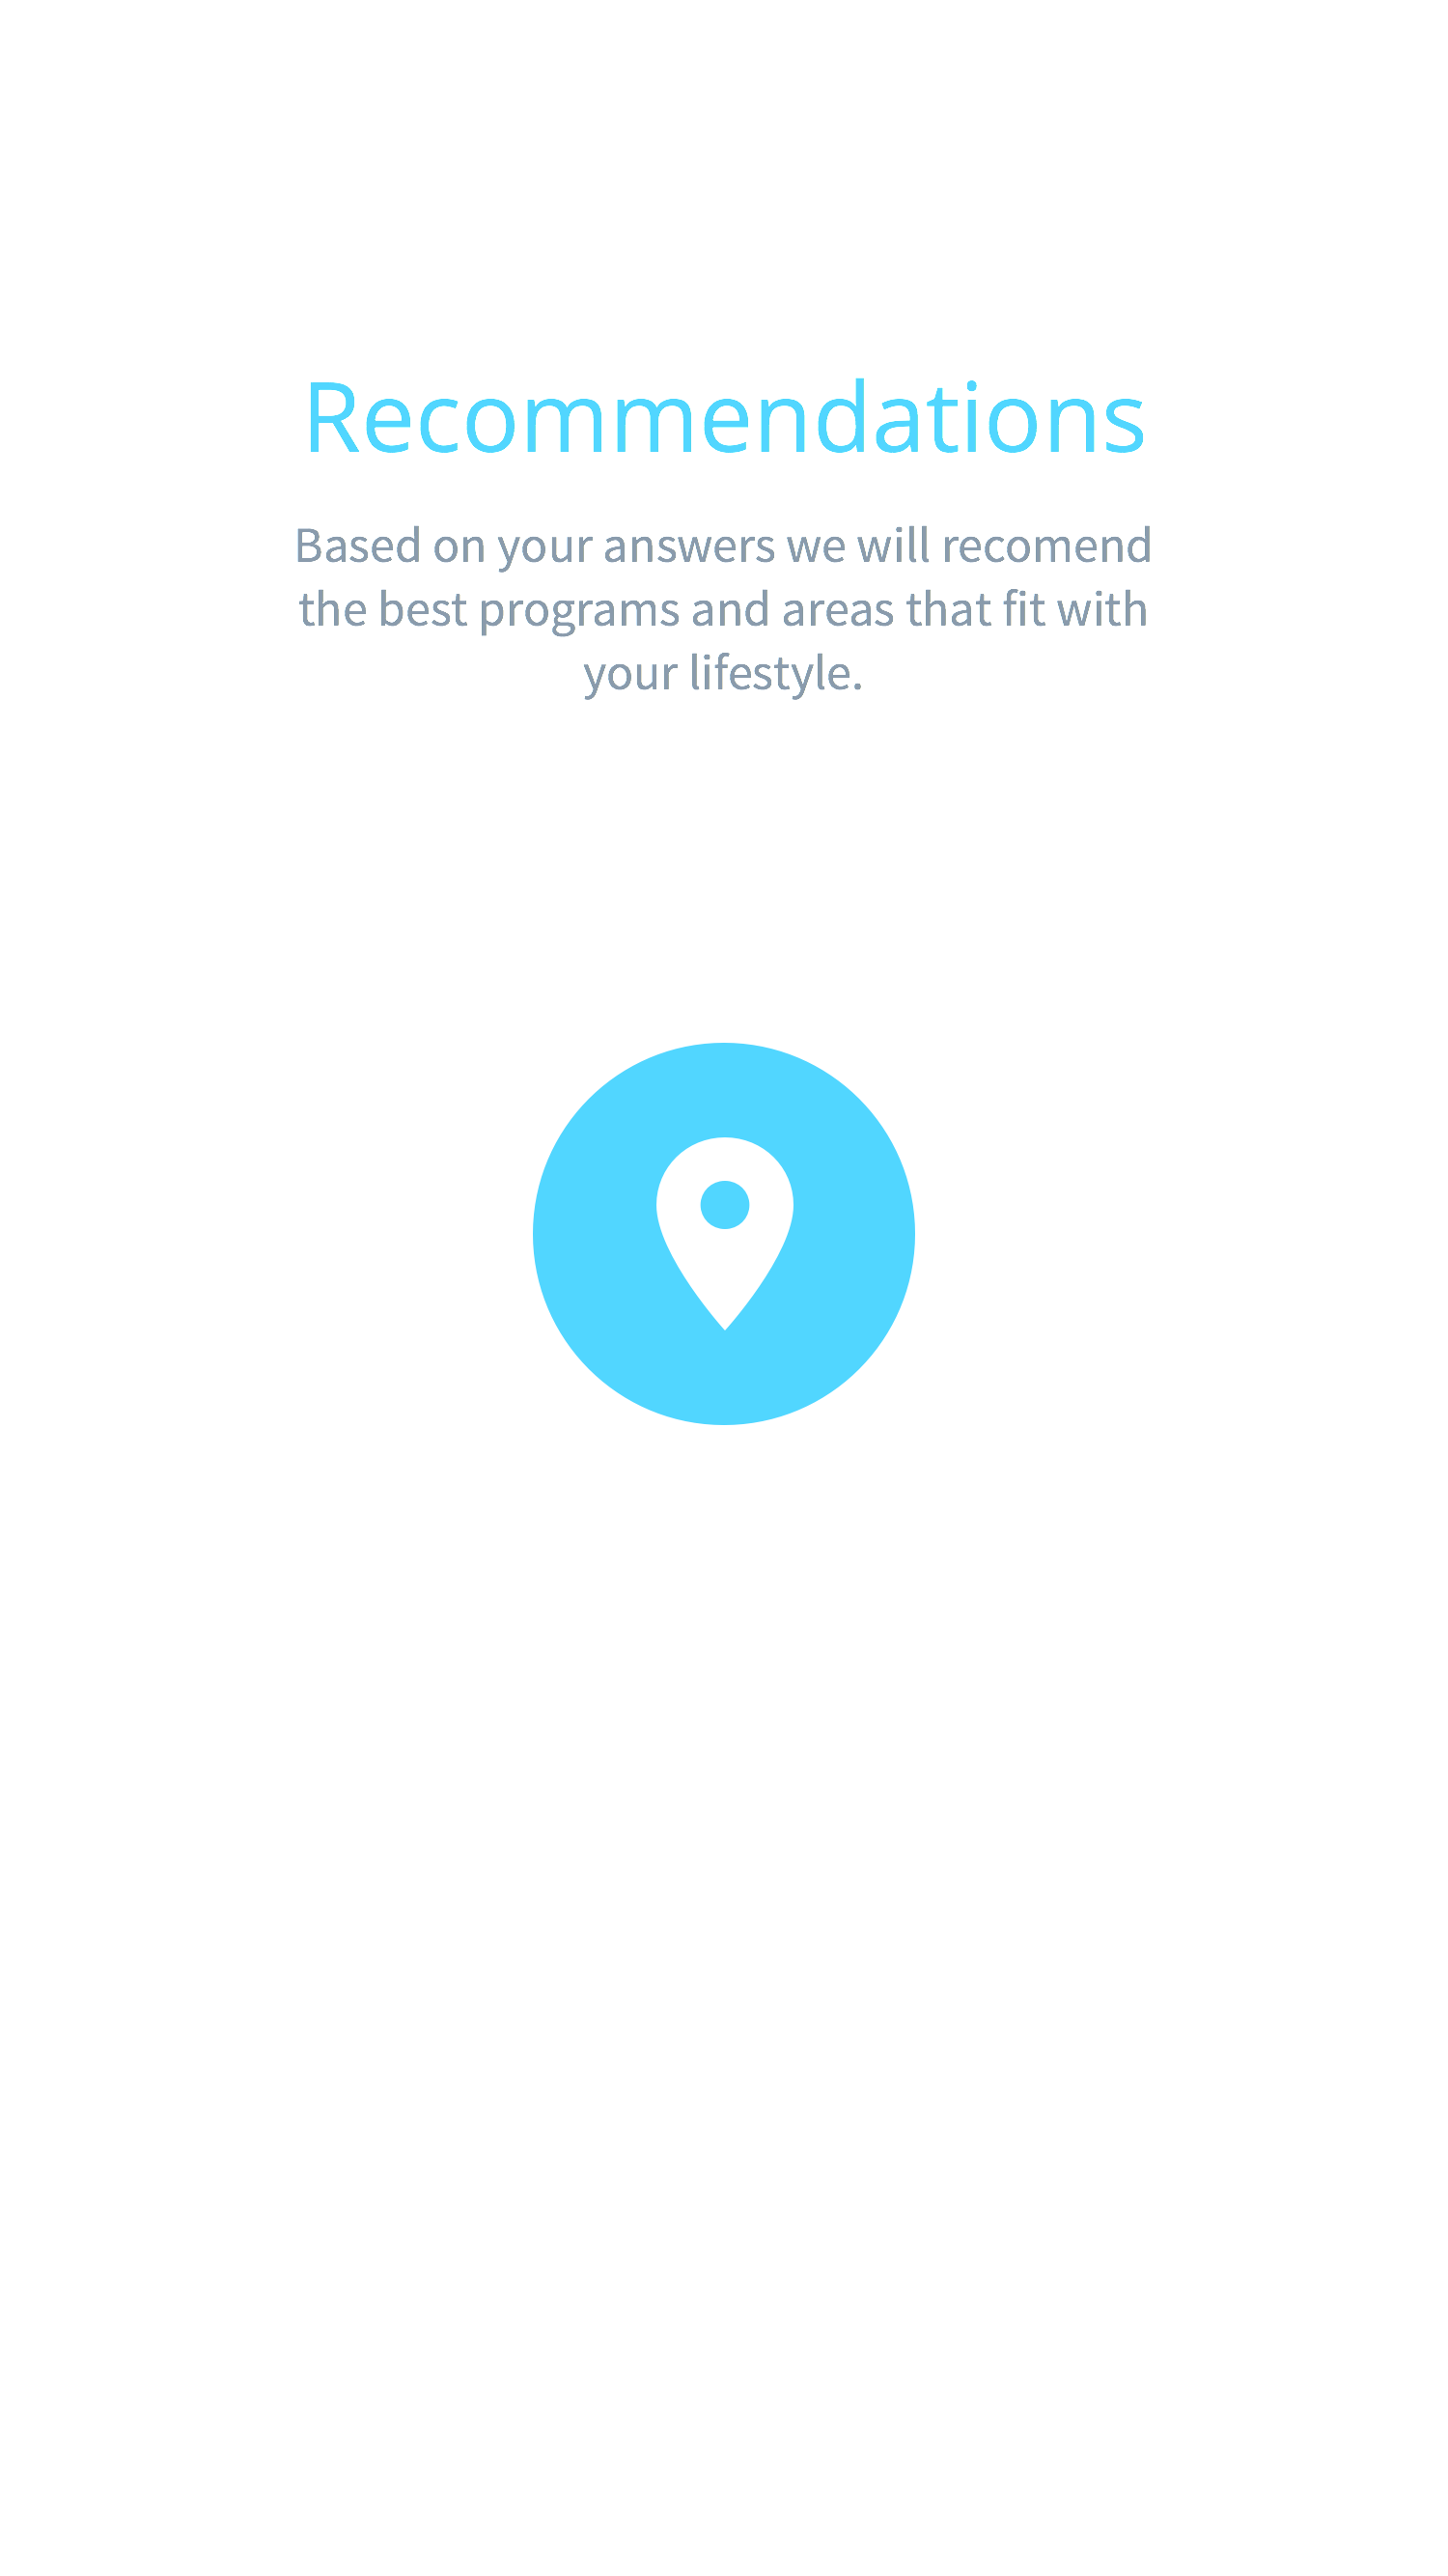 Recommendations
Based on your answers we will recomend
the best programs and areas that fit with
your lifestyle.